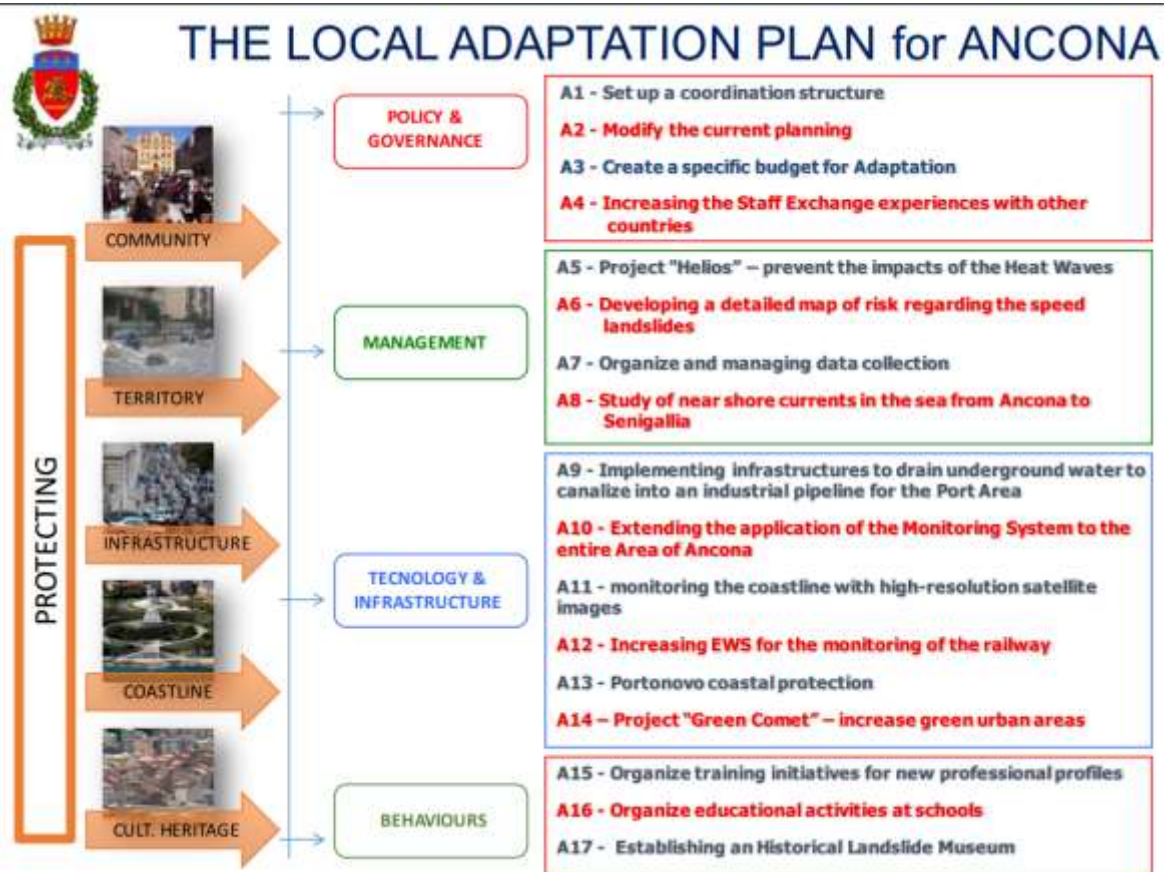 THE LOCAL ADAPTATION PLAN for ANCONA
PROTECTING
COMMUNITY
TERRITORY
INFRASTRUCTURE
COASTLINE
CULT. HERITAGE
POLICY &
GOVERNANCE
A1 - Set up a coordination structure
A2 - Modify the current planning
A3 - Create a specific budget for Adaptation
A4 - Increasing the Staff Exchange experiences with other
countries
MANAGEMENT
A5 - Project "Helios" – prevent the impacts of the Heat Waves
A6 - Developing a detailed map of risk regarding the speed
landslides
A7 - Organize and managing data collection
A8 - Study of near shore currents in the sea from Ancona to
Senigallia
TECNOLOGY &
INFRASTRUCTURE
A9 - Implementing infrastructures to drain underground water to
canalize into an industrial pipeline for the Port Area
A10 - Extending the application of the Monitoring System to the
entire Area of Ancona
A11 - monitoring the coastline with high-resolution satellite
images
A12 - Increasing EWS for the monitoring of the railway
A13 - Portonovo coastal protection
A14 – Project "Green Comet" – increase green urban areas
BEHAVIOURS
A15 - Organize training initiatives for new professional profiles
A16 - Organize educational activities at schools
A17 - Establishing an Historical Landslide Museum